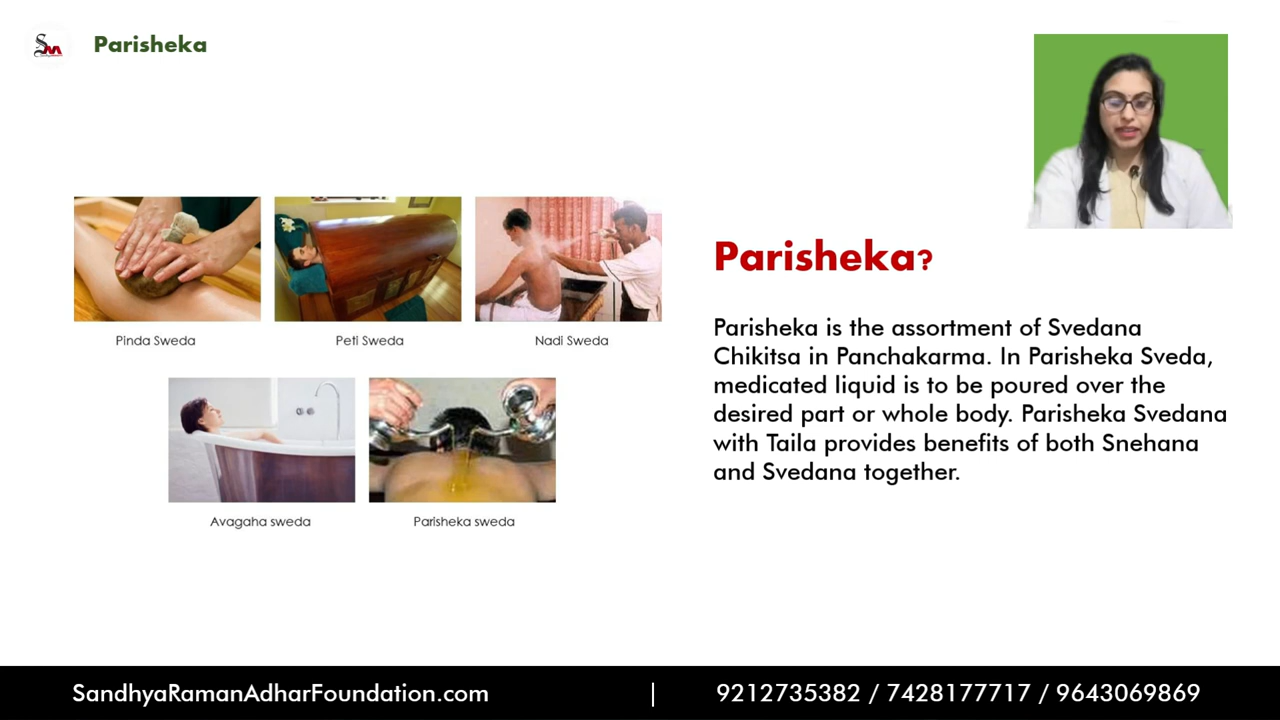 Parisheka
Pinda Sweda
Peti Sweda
Nadi Sweda
Avagaha sweda
Parisheka sweda
Parisheka?
Parisheka is the assortment of Svedana
Chikitsa in Panchakarma. In Parisheka Sveda,
medicated liquid is to be poured over the
desired part or whole body. Parisheka Svedana
with Taila provides benefits of both Snehana
and Svedana together.
SandhyaRamanAdharFoundation.com | 9212735382 / 7428177717 / 9643069869